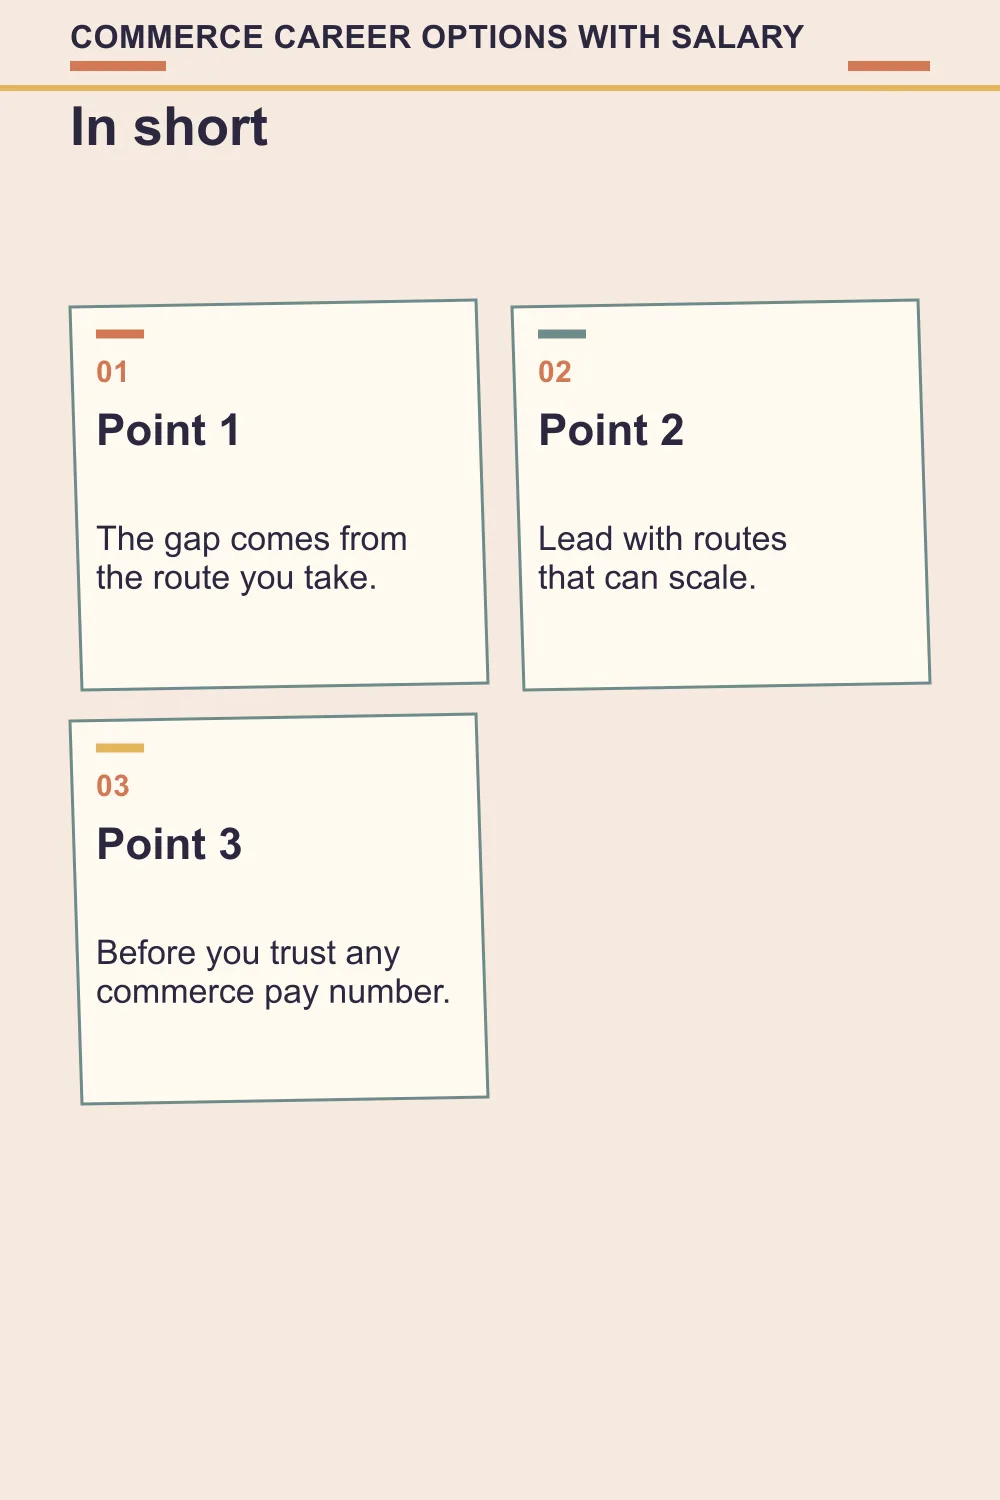 COMMERCE CAREER OPTIONS WITH SALARY
In short
01
Point 1
The gap comes from
the route you take.
02
Point 2
Lead with routes
that can scale.
03
Point 3
Before you trust any
commerce pay number.